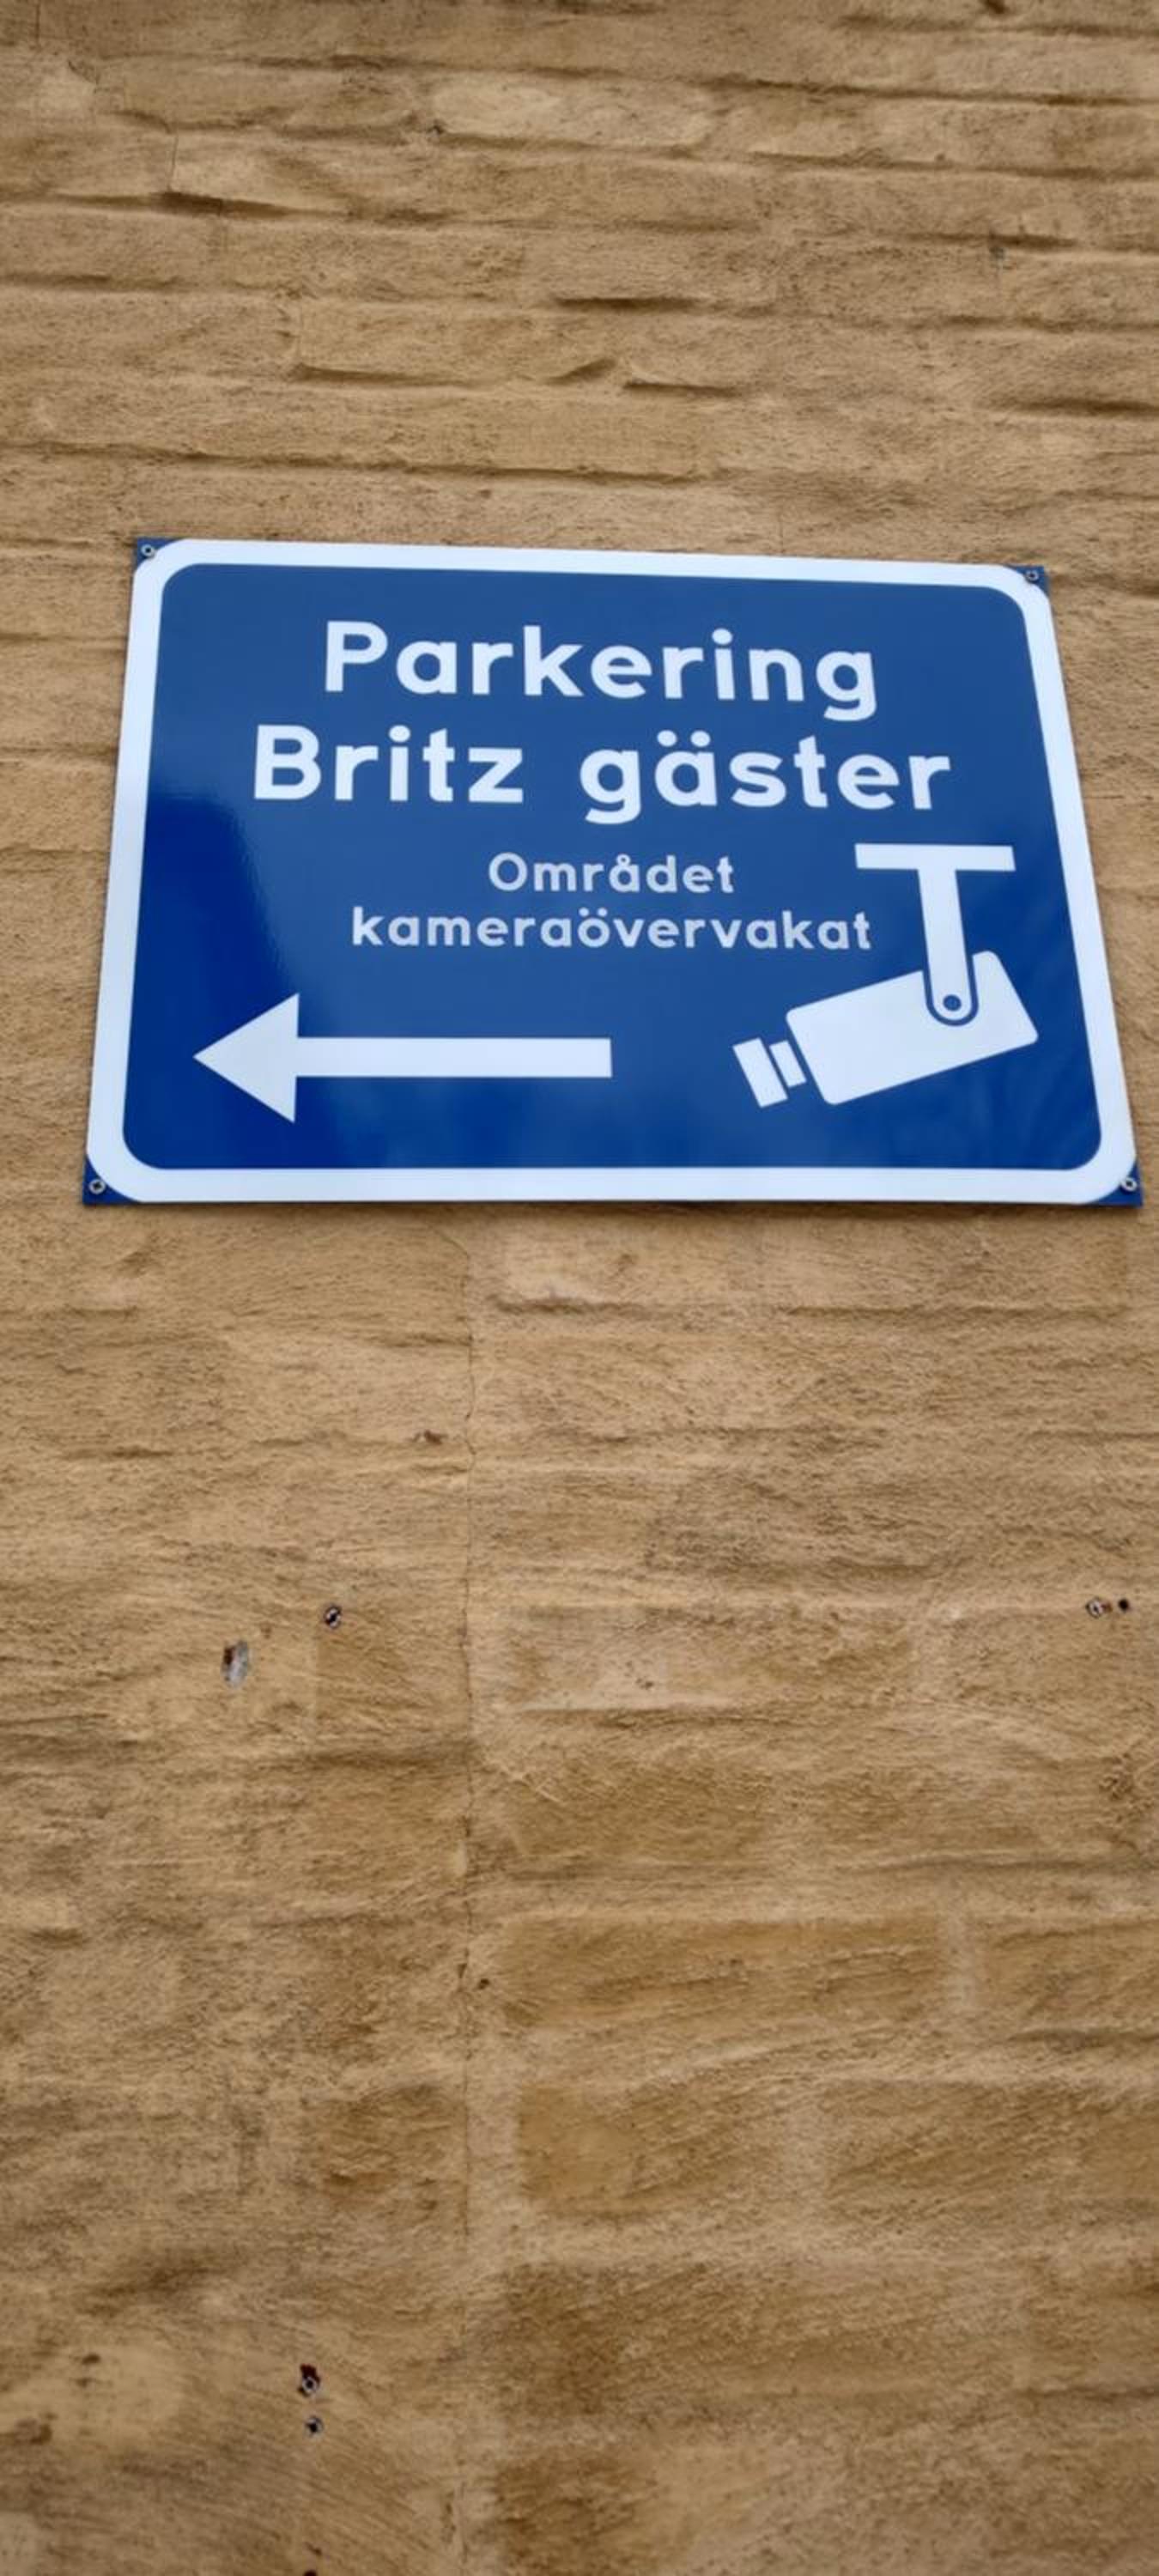 Parkering
Britz gäster
Området
kameraövervakat